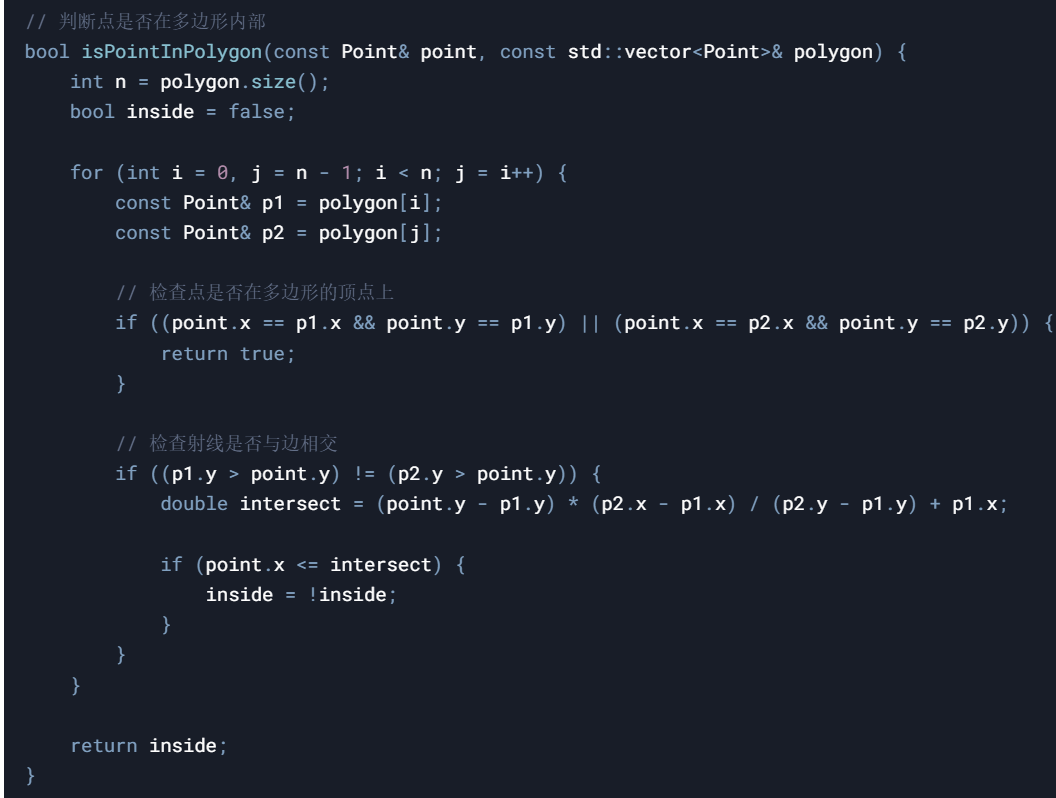 // 判断点是否在多边形内部
bool isPointInPolygon(const Point& point, const std::vector<Point>& polygon) {
    int n = polygon.size();
    bool inside = false;

    for (int i = 0, j = n - 1; i < n; j = i++) {
        const Point& p1 = polygon[i];
        const Point& p2 = polygon[j];

        // 检查点是否在多边形的顶点上
        if ((point.x == p1.x && point.y == p1.y) || (point.x == p2.x && point.y == p2.y)) {
            return true;
        }

        // 检查射线是否与边相交
        if ((p1.y > point.y) != (p2.y > point.y)) {
            double intersect = (point.y - p1.y) * (p2.x - p1.x) / (p2.y - p1.y) + p1.x;

            if (point.x <= intersect) {
                inside = !inside;
            }
        }
    }

    return inside;
}